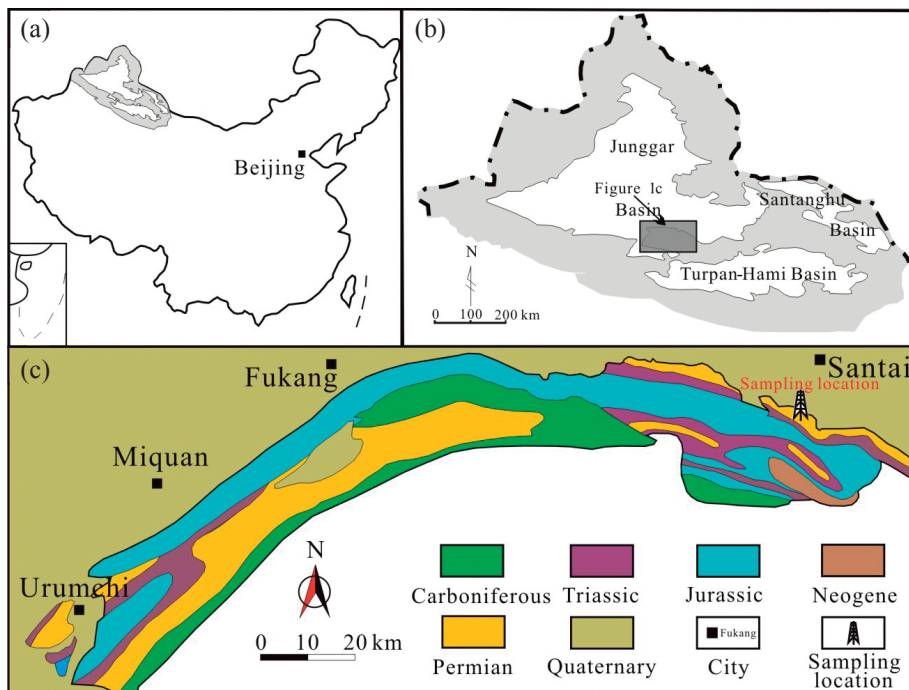 (a)
Beijing
(b)
Junggar
Figure 1c
Basin
Santanghu
Basin
Turpan-Hami Basin
N
0 100 200 km
(c)
Fukang
Santai
Sampling location
Miquan
Urumchi
N
0 10 20 km
Carboniferous
Triassic
Jurassic
Neogene
Permian
Quaternary
Fukang
City
Sampling
location